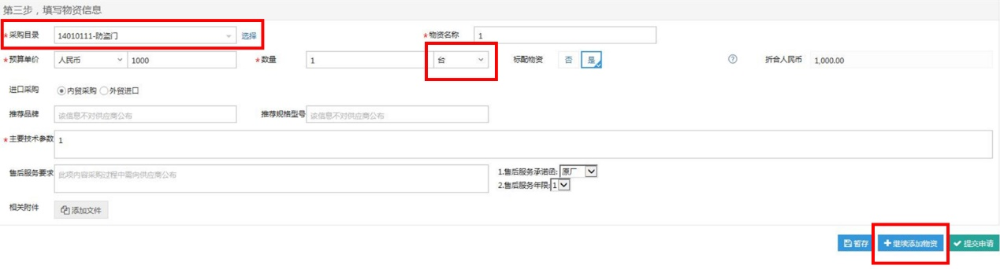 第三步，填写物资信息
*采购目录 14010111-防盗门 选择 *物资名称 1
*预算单价 人民币 1000 *数量 1 台 标配物资 否 是 ? 折合人民币 1,000.00
进口采购 内贸采购 外贸进口
推荐品牌 该信息不对供应商公布 推荐规格型号 该信息不对供应商公布
*主要技术参数 1
售后服务要求 此项内容采购过程中需向供应商公布 1.售后服务承诺函: 原厂
2.售后服务年限: 1
相关附件 添加文件
暂存 +继续添加物资 提交申请